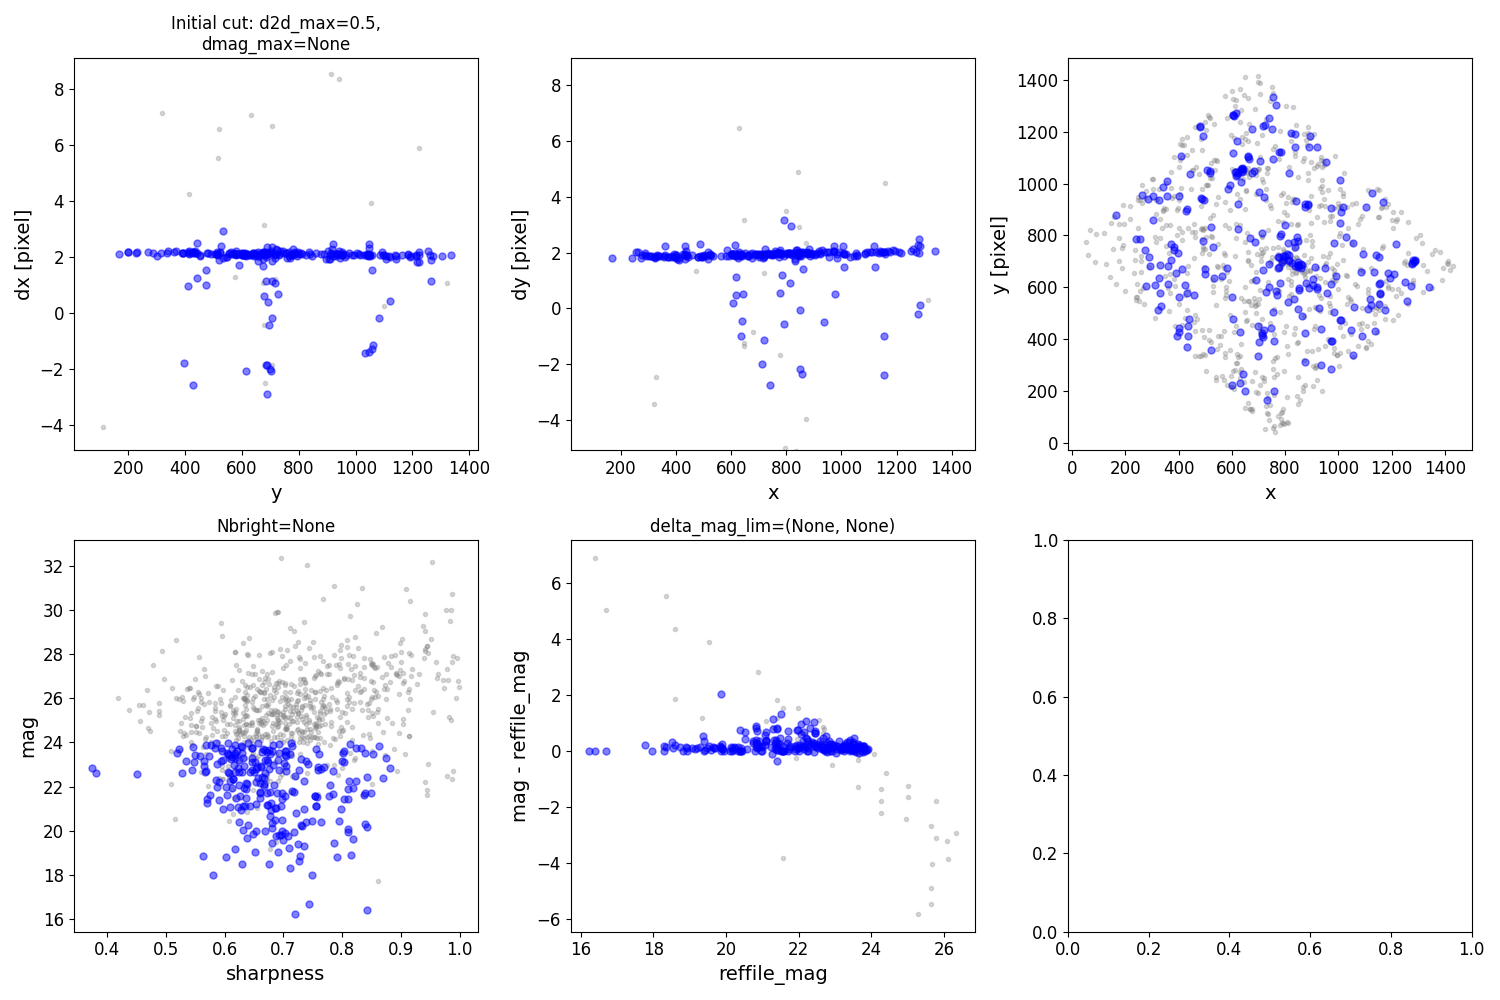 Initial cut: d2d_max=0.5,
dmag_max=None
8
6
4
2
0
−2
−4
dx [pixel]
200 400 600 800 1000 1200 1400
y
8
6
4
2
0
−2
−4
dy [pixel]
200 400 600 800 1000 1200 1400
x
1400
1200
1000
800
600
400
200
0
y [pixel]
0 200 400 600 800 1000 1200 1400
x
Nbright=None
32
30
28
26
24
22
20
18
16
mag
0.4 0.5 0.6 0.7 0.8 0.9 1.0
sharpness
delta_mag_lim=(None, None)
6
4
2
0
−2
−4
−6
mag - reffile_mag
16 18 20 22 24 26
reffile_mag
1.0
0.8
0.6
0.4
0.2
0.0
0.0 0.2 0.4 0.6 0.8 1.0